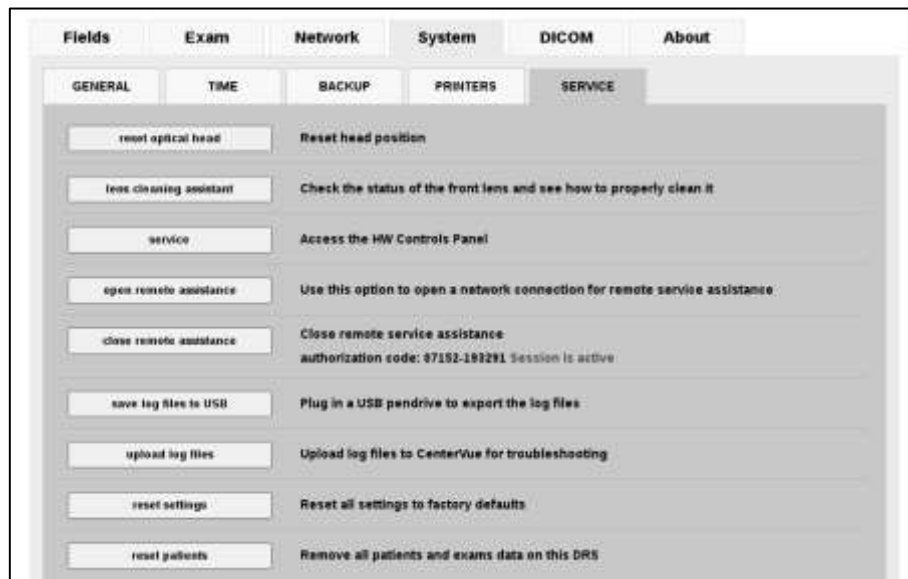 Fields Exam Network System DICOM About
GENERAL TIME BACKUP PRINTERS SERVICE
reset optical head Reset head position
lens cleaning assistant Check the status of the front lens and see how to properly clean it
service Access the HW Controls Panel
open remote assistance Use this option to open a network connection for remote service assistance
close remote assistance Close remote service assistance
authorization code: 07152-193291 Session is active
save log files to USB Plug in a USB pendrive to export the log files
upload log files Upload log files to CenterVue for troubleshooting
reset settings Reset all settings to factory defaults
reset patients Remove all patients and exams data on this DRS